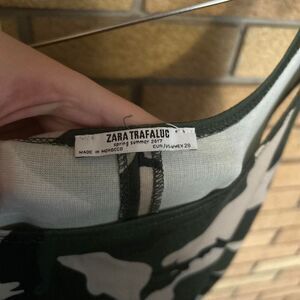 ZARA TRAFALUC
spring summer 2017
MADE IN MOROCCO